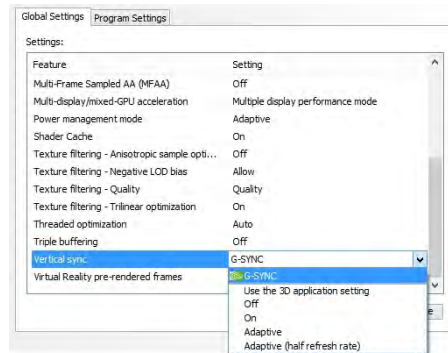 Global Settings Program Settings
Settings:
Feature Setting
Multi-Frame Sampled AA (MFAA) Off
Multi-display/mixed-GPU acceleration Multiple display performance mode
Power management mode Adaptive
Shader Cache On
Texture filtering - Anisotropic sample opti... Off
Texture filtering - Negative LOD bias Allow
Texture filtering - Quality Quality
Texture filtering - Trilinear optimization On
Threaded optimization Auto
Triple buffering Off
Vertical sync G-SYNC
Virtual Reality pre-rendered frames G-SYNC
Use the 3D application setting
Off
On
Adaptive
Adaptive (half refresh rate)